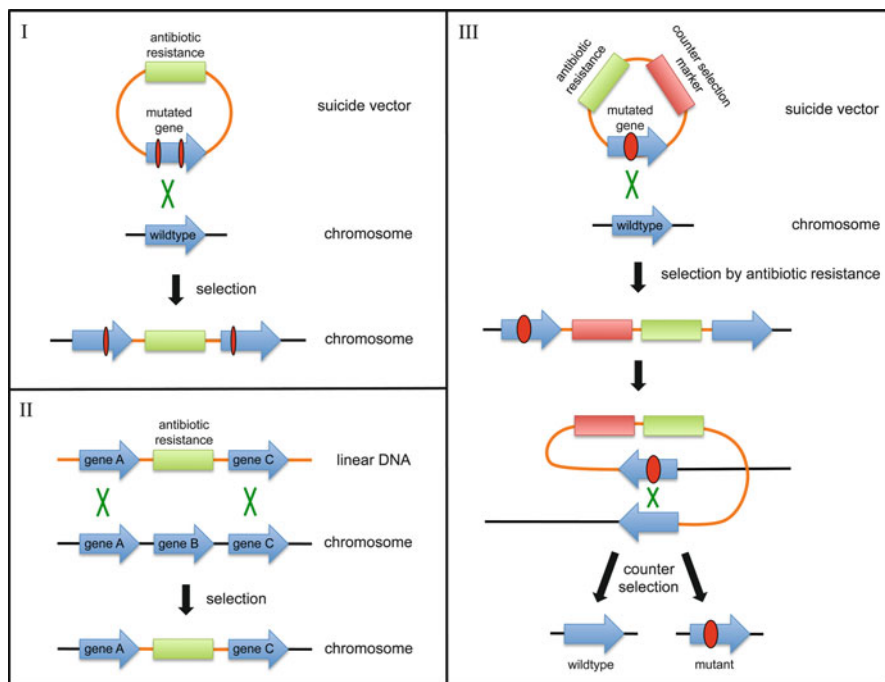 I
antibiotic
resistance
suicide vector
mutated
gene
wildtype
chromosome
selection
chromosome
II
antibiotic
resistance
gene A
gene C
linear DNA
gene A
gene B
gene C
chromosome
selection
gene A
gene C
chromosome
III
antibiotic
resistance
counter selection
marker
mutated
gene
suicide vector
wildtype
chromosome
selection by antibiotic resistance
counter
selection
wildtype
mutant